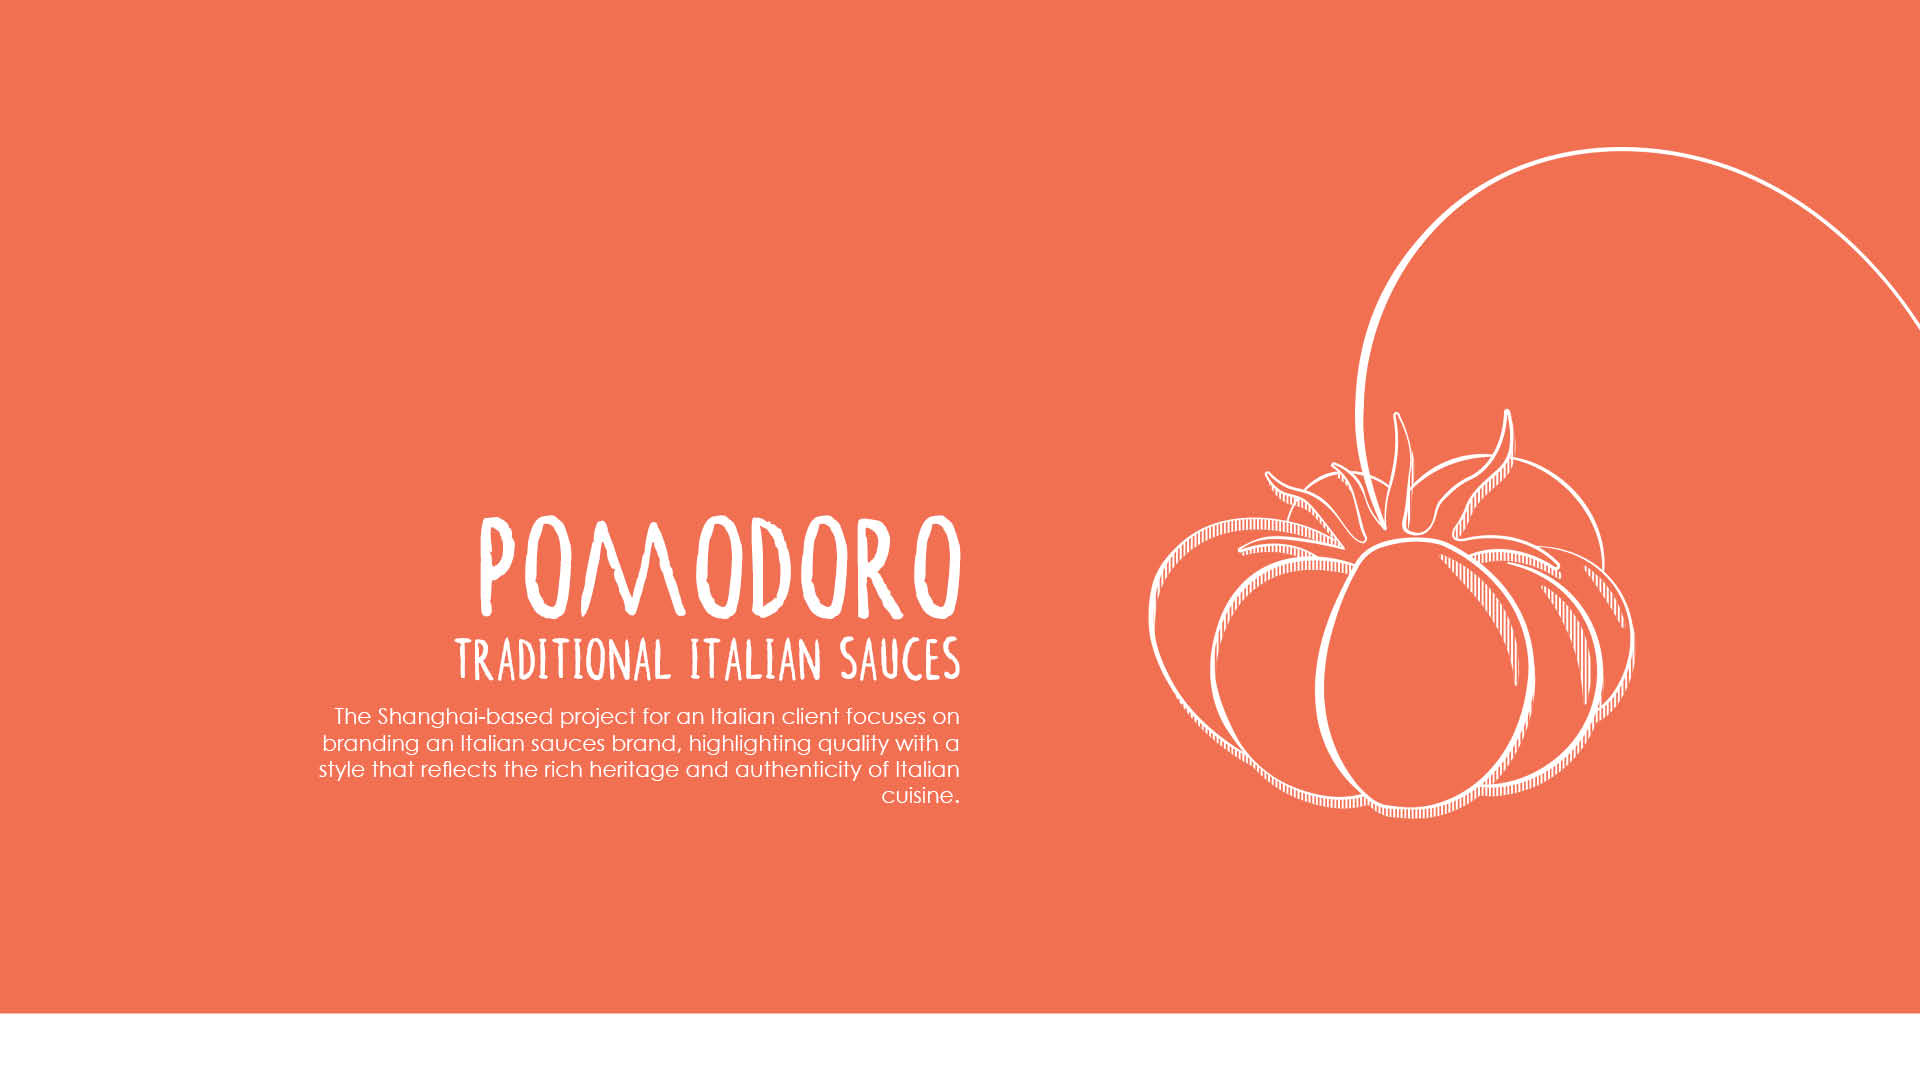 POMODORO
TRADITIONAL ITALIAN SAUCES
The Shanghai-based project for an Italian client focuses on
branding an Italian sauces brand, highlighting quality with a
style that reflects the rich heritage and authenticity of Italian
cuisine.